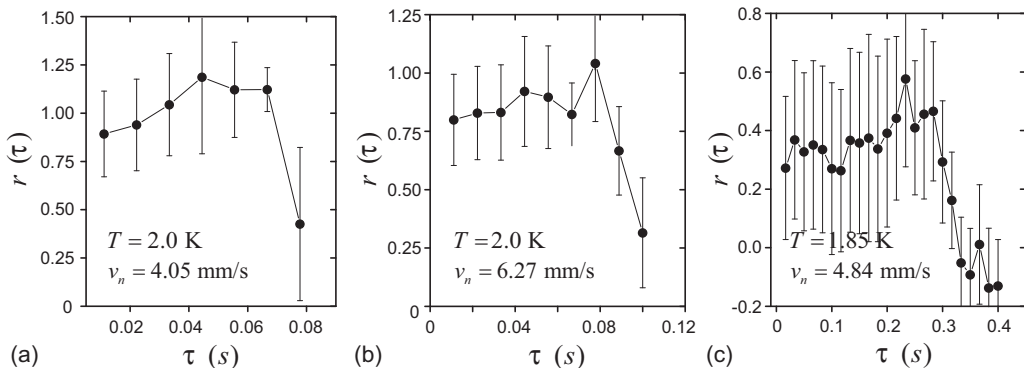 1.50
1.25
1.00
0.75
0.50
0.25
0
r (τ)
T = 2.0 K
v_n = 4.05 mm/s
0.02 0.04 0.06 0.08
(a) τ (s)
1.25
1.00
0.75
0.50
0.25
0
r (τ)
T = 2.0 K
v_n = 6.27 mm/s
0 0.04 0.08 0.12
(b) τ (s)
0.8
0.6
0.4
0.2
0.0
-0.2
r (τ)
T = 1.85 K
v_n = 4.84 mm/s
0 0.1 0.2 0.3 0.4
(c) τ (s)